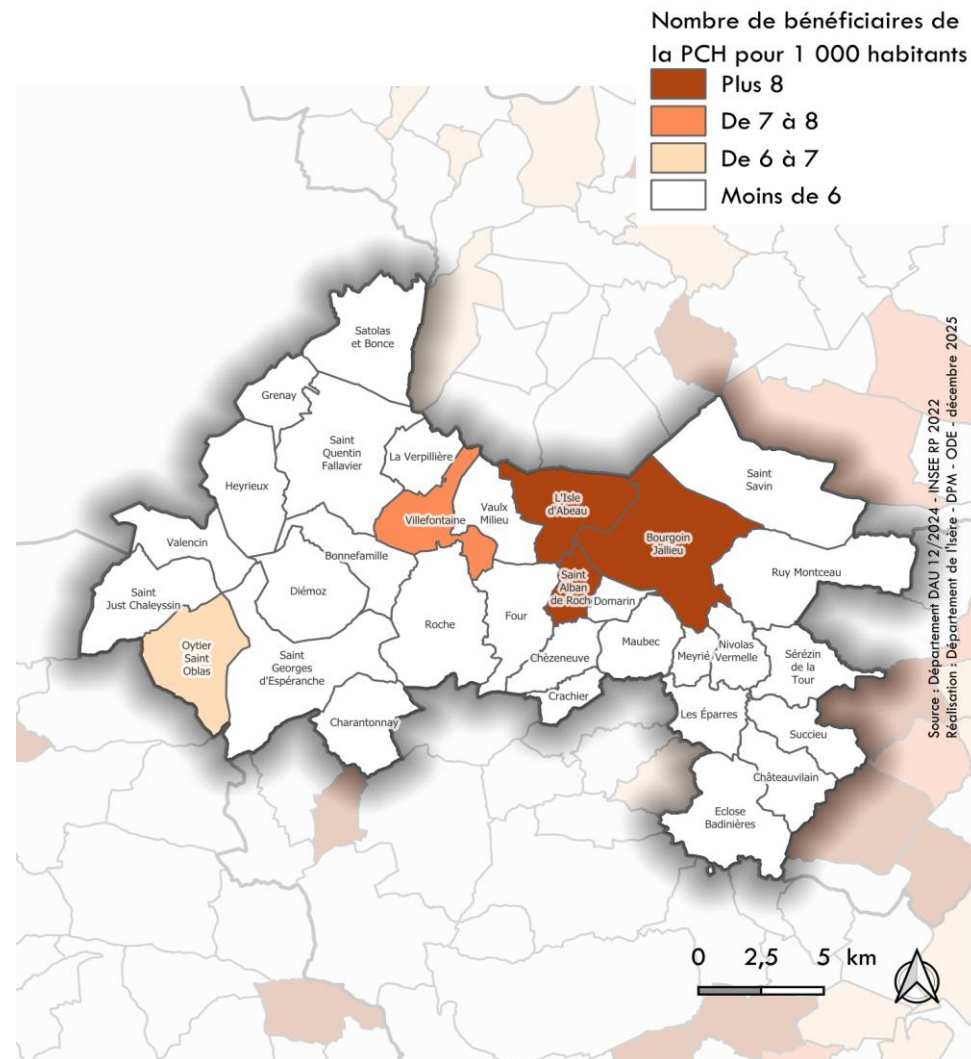 Nombre de bénéficiaires de
la PCH pour 1 000 habitants
Plus 8
De 7 à 8
De 6 à 7
Moins de 6
Satolas
et Bonce
Grenay
Saint
Quentin
Fallavier
La Verpillière
Heyrieux
Villefontaine
Vaulx
Milieu
L'Isle
d'Abeau
Saint
Savin
Bourgoin
Jallieu
Valencin
Bonnefamille
Ruy Montceau
Saint
Just Chaleyssin
Diémoz
Saint
Alban
de Roch
Domarin
Roche
Four
Oytier
Saint
Oblas
Maubec
Meyrié
Nivolas
Vermelle
Sérézin
de la
Tour
Saint
Georges
d'Espéranche
Chèzeneuve
Crachier
Charantonnay
Les Éparres
Succieu
Châteauvilain
Eclose
Badinières
0 2,5 5 km
Source : Département DAU 12/2024 - INSEE RP 2022
Réalisation : Département de l'Isère - DPM - ODE - décembre 2025